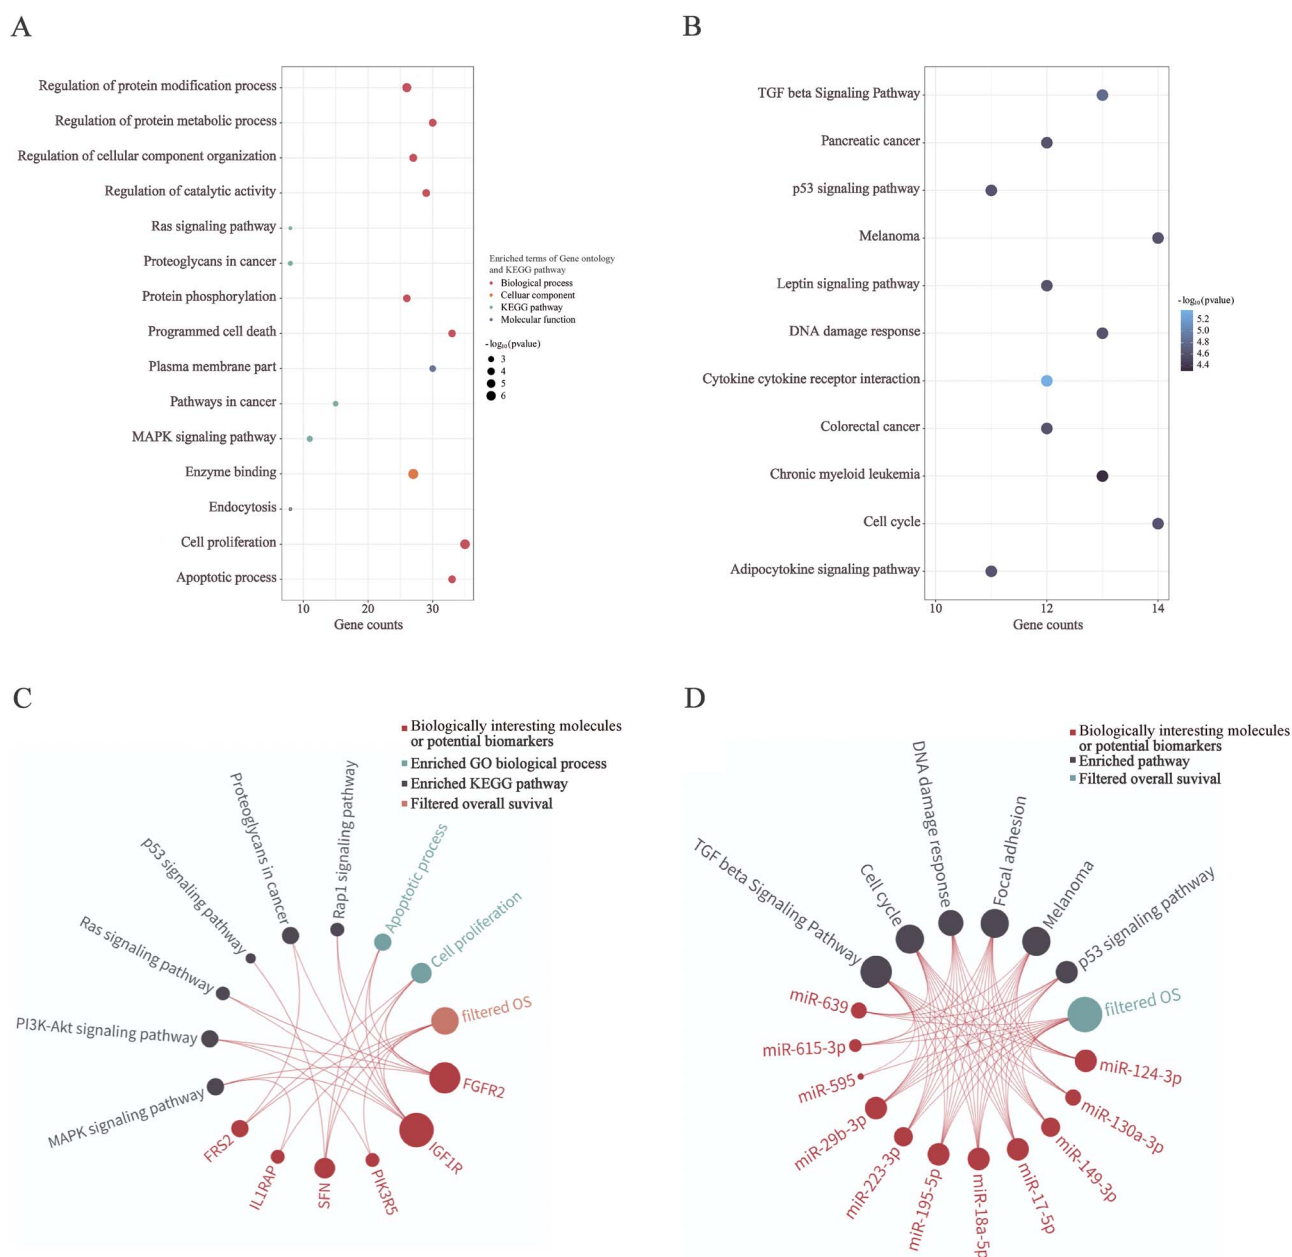 A
Regulation of protein modification process
Regulation of protein metabolic process
Regulation of cellular component organization
Regulation of catalytic activity
Ras signaling pathway
Proteoglycans in cancer
Protein phosphorylation
Programmed cell death
Plasma membrane part
Pathways in cancer
MAPK signaling pathway
Enzyme binding
Endocytosis
Cell proliferation
Apoptotic process
10 20 30
Gene counts
Enriched terms of Gene ontology
and KEGG pathway
Biological process
Celluar component
KEGG pathway
Molecular function
-log₁₀(pvalue)
3
4
5
6
B
TGF beta Signaling Pathway
Pancreatic cancer
p53 signaling pathway
Melanoma
Leptin signaling pathway
DNA damage response
Cytokine cytokine receptor interaction
Colorectal cancer
Chronic myeloid leukemia
Cell cycle
Adipocytokine signaling pathway
10 12 14
Gene counts
-log₁₀(pvalue)
5.2
5.0
4.8
4.6
4.4
C
Biologically interesting molecules
or potential biomarkers
Enriched GO biological process
Enriched KEGG pathway
Filtered overall suvival
MAPK signaling pathway
PI3K-Akt signaling pathway
Ras signaling pathway
p53 signaling pathway
Proteoglycans in cancer
Rap1 signaling pathway
Apoptotic process
Cell proliferation
filtered OS
FGFR2
IGF1R
PIK3R5
SFN
IL1RAP
FRS2
D
Biologically interesting molecules
or potential biomarkers
Enriched pathway
Filtered overall suvival
TGF beta Signaling Pathway
Cell cycle
DNA damage response
Focal adhesion
Melanoma
p53 signaling pathway
filtered OS
miR-124-3p
miR-130a-3p
miR-149-3p
miR-17-5p
miR-18a-5p
miR-195-5p
miR-223-3p
miR-29b-3p
miR-595
miR-615-3p
miR-639